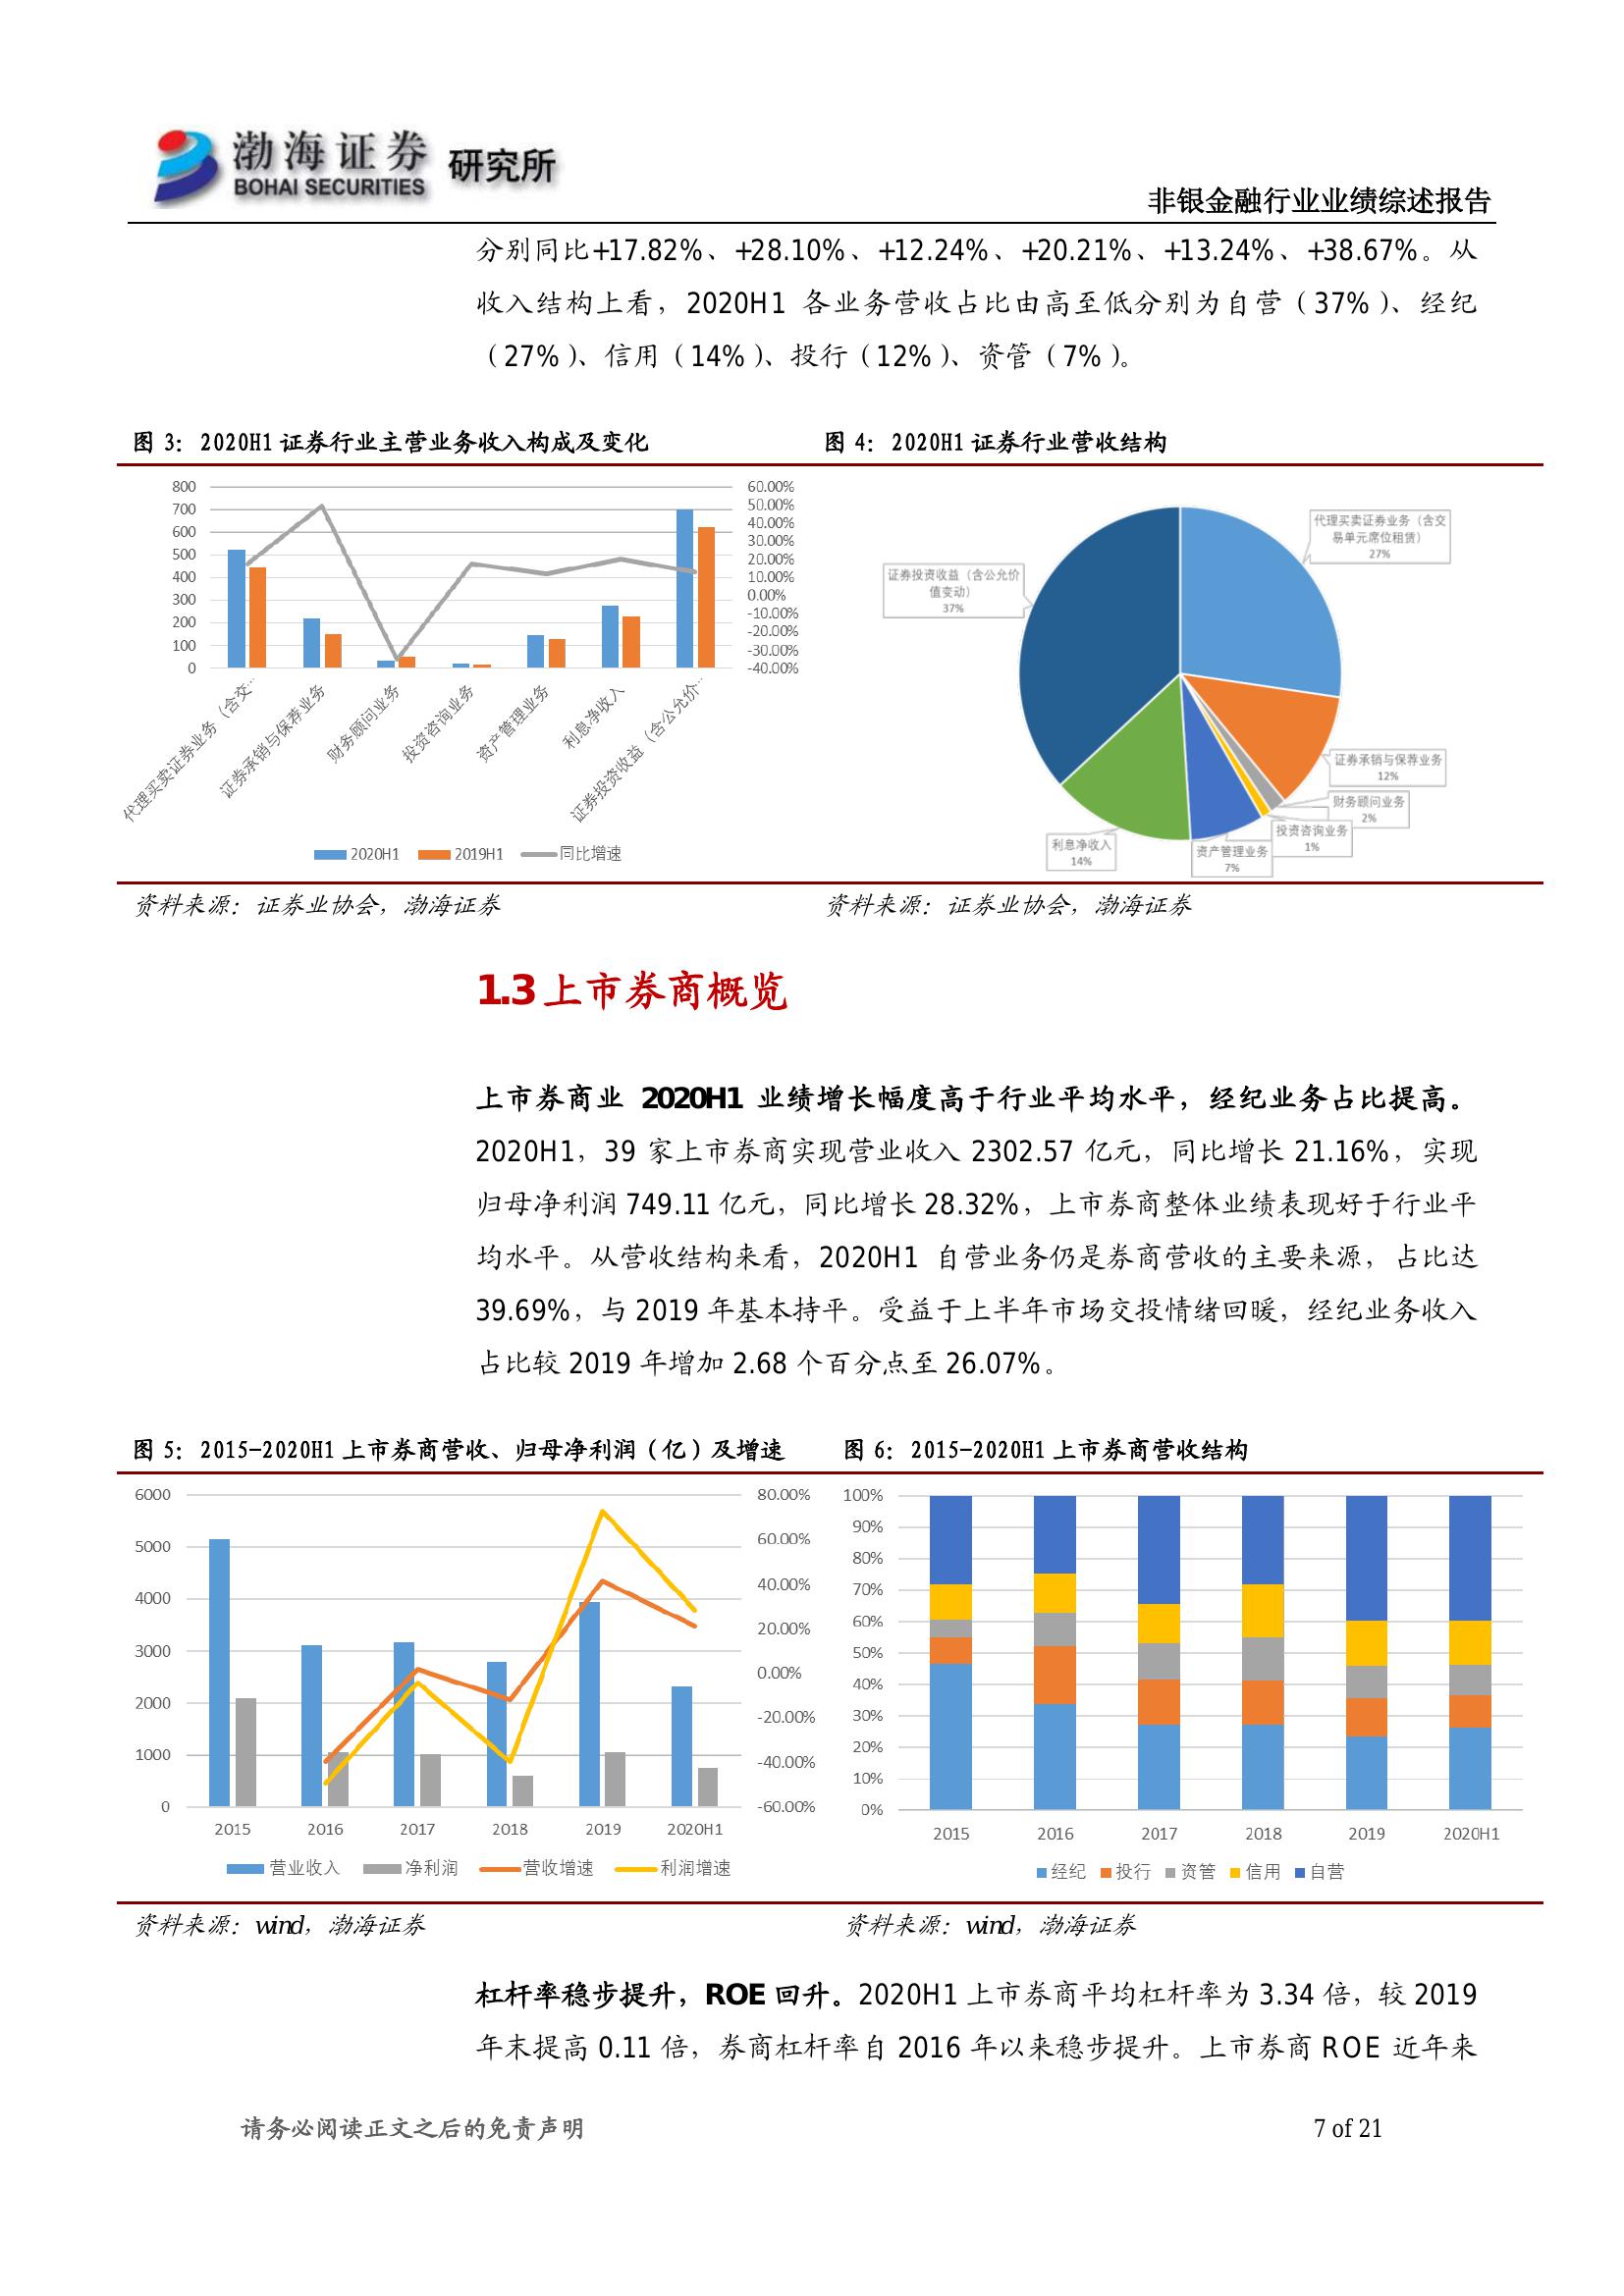 渤海证券 研究所
BOHAI SECURITIES
非银金融行业业绩综述报告
分别同比+17.82%、+28.10%、+12.24%、+20.21%、+13.24%、+38.67%。从
收入结构上看，2020H1 各业务营收占比由高至低分别为自营（37%）、经纪
（27%）、信用（14%）、投行（12%）、资管（7%）。
图 3：2020H1 证券行业主营业务收入构成及变化
800
700
600
500
400
300
200
100
0
60.00%
50.00%
40.00%
30.00%
20.00%
10.00%
0.00%
-10.00%
-20.00%
-30.00%
-40.00%
代理买卖证券业务（含交…
证券承销与保荐业务
财务顾问业务
投资咨询业务
资产管理业务
利息净收入
证券投资收益（含公允价…
2020H1 2019H1 同比增速
图 4：2020H1 证券行业营收结构
代理买卖证券业务（含交
易单元席位租赁）
27%
证券投资收益（含公允价
值变动）
37%
证券承销与保荐业务
12%
财务顾问业务
2%
投资咨询业务
1%
资产管理业务
7%
利息净收入
14%
资料来源：证券业协会，渤海证券
资料来源：证券业协会，渤海证券
1.3 上市券商概览
上市券商业 2020H1 业绩增长幅度高于行业平均水平，经纪业务占比提高。
2020H1，39 家上市券商实现营业收入 2302.57 亿元，同比增长 21.16%，实现
归母净利润 749.11 亿元，同比增长 28.32%，上市券商整体业绩表现好于行业平
均水平。从营收结构来看，2020H1 自营业务仍是券商营收的主要来源，占比达
39.69%，与 2019 年基本持平。受益于上半年市场交投情绪回暖，经纪业务收入
占比较 2019 年增加 2.68 个百分点至 26.07%。
图 5：2015-2020H1 上市券商营收、归母净利润（亿）及增速
6000
5000
4000
3000
2000
1000
0
80.00%
60.00%
40.00%
20.00%
0.00%
-20.00%
-40.00%
-60.00%
2015 2016 2017 2018 2019 2020H1
营业收入 净利润 营收增速 利润增速
图 6：2015-2020H1 上市券商营收结构
100%
90%
80%
70%
60%
50%
40%
30%
20%
10%
0%
2015 2016 2017 2018 2019 2020H1
经纪 投行 资管 信用 自营
资料来源：wind，渤海证券
资料来源：wind，渤海证券
杠杆率稳步提升，ROE 回升。2020H1 上市券商平均杠杆率为 3.34 倍，较 2019
年末提高 0.11 倍，券商杠杆率自 2016 年以来稳步提升。上市券商 ROE 近年来
请务必阅读正文之后的免责声明
7 of 21